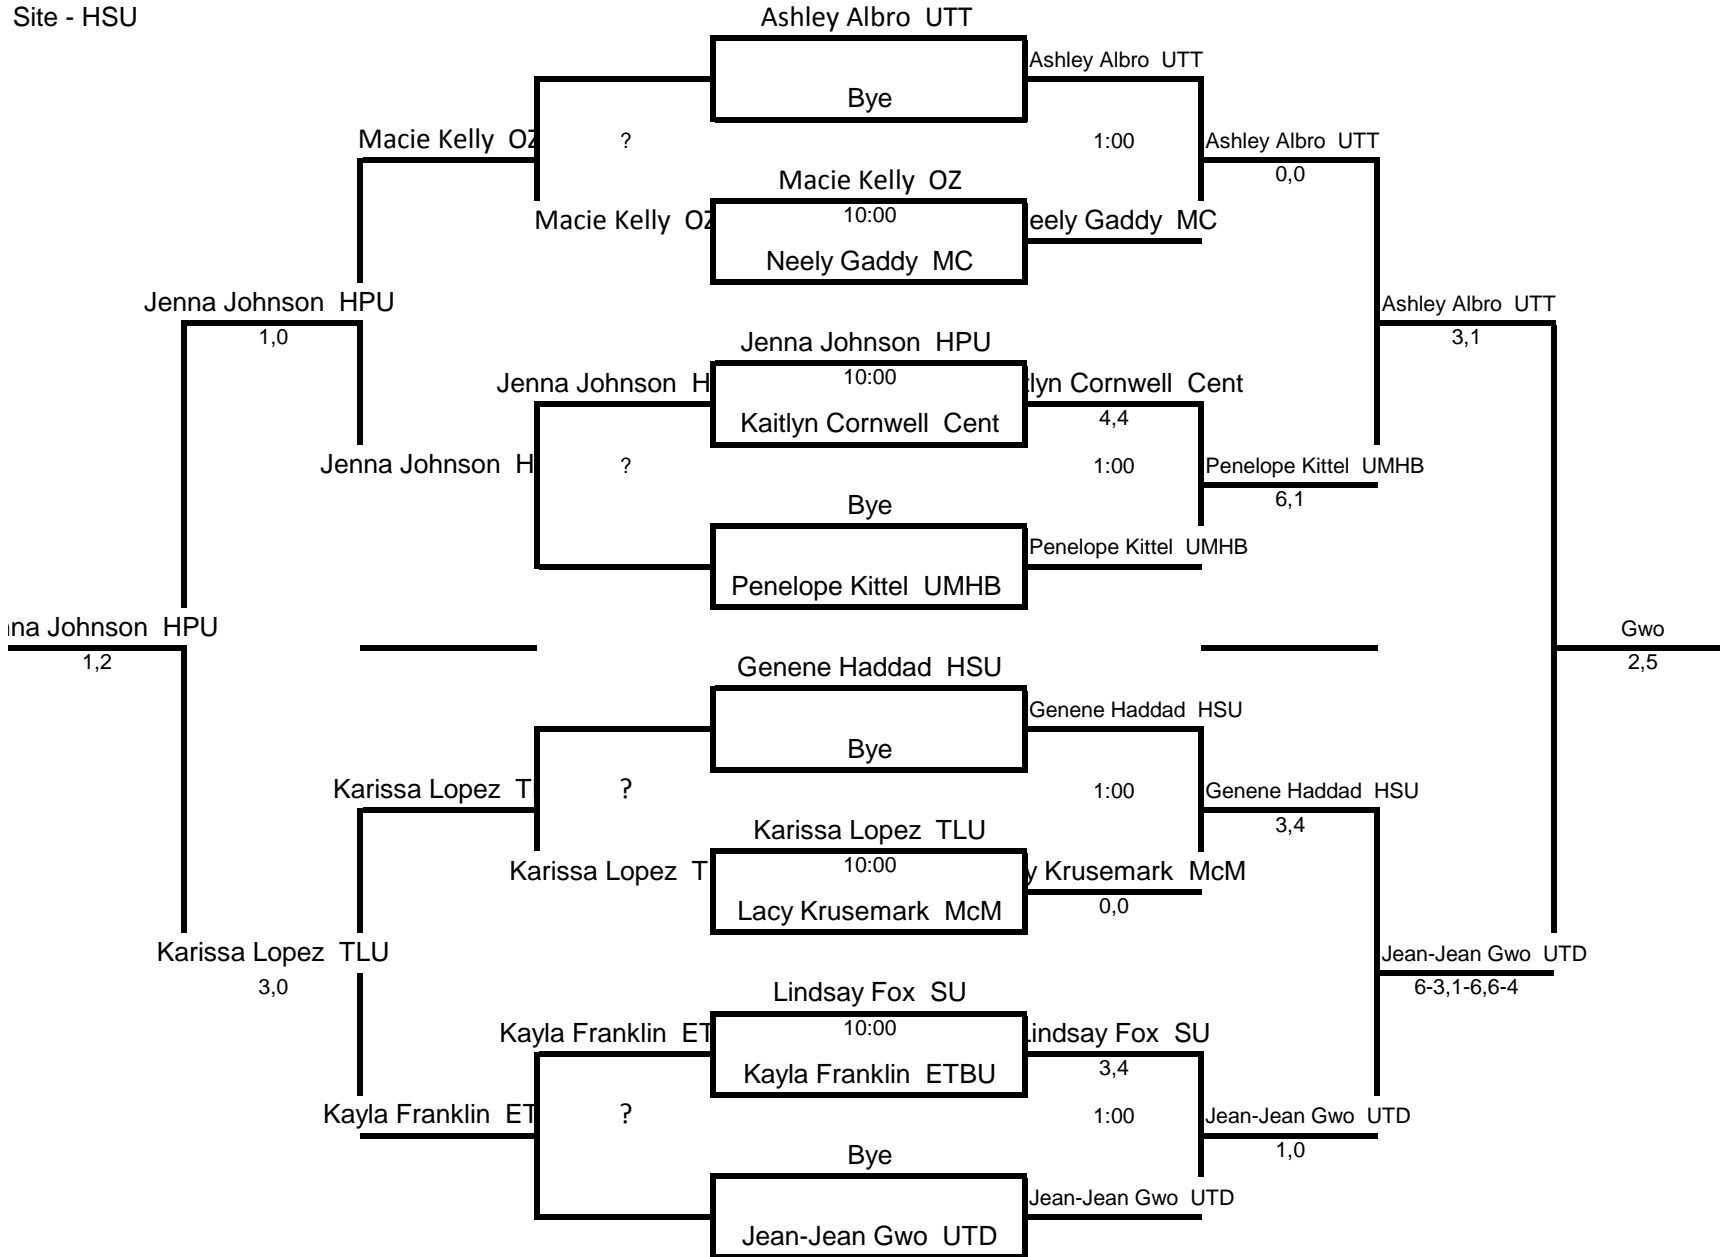 Site - HSU
Ashley Albro UTT
Ashley Albro UTT
Bye
Macie Kelly OZ
?
1:00
Ashley Albro UTT
0,0
Macie Kelly OZ
Macie Kelly OZ
10:00
eely Gaddy MC
Neely Gaddy MC
Jenna Johnson HPU
1,0
Ashley Albro UTT
3,1
Jenna Johnson HPU
Jenna Johnson H
10:00
tlyn Cornwell Cent
Kaitlyn Cornwell Cent
4,4
Jenna Johnson H
?
1:00
Penelope Kittel UMHB
6,1
Bye
Penelope Kittel UMHB
Penelope Kittel UMHB
nna Johnson HPU
1,2
Gwo
2,5
Genene Haddad HSU
Genene Haddad HSU
Bye
Karissa Lopez T
?
1:00
Genene Haddad HSU
3,4
Karissa Lopez TLU
Karissa Lopez T
10:00
y Krusemark McM
Lacy Krusemark McM
0,0
Karissa Lopez TLU
3,0
Jean-Jean Gwo UTD
6-3,1-6,6-4
Lindsay Fox SU
Kayla Franklin ET
10:00
Lindsay Fox SU
Kayla Franklin ETBU
3,4
Kayla Franklin ET
?
1:00
Jean-Jean Gwo UTD
1,0
Bye
Jean-Jean Gwo UTD
Jean-Jean Gwo UTD